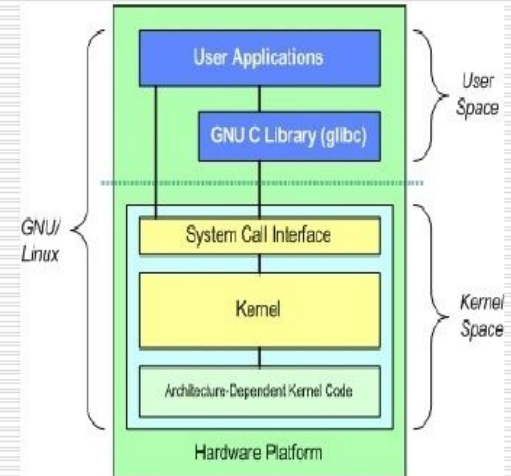 User Applications
User
Space
GNU C Library (glibc)
GNU/
Linux
System Call Interface
Kernel
Kernel
Space
Architecture-Dependent Kernel Code
Hardware Platform